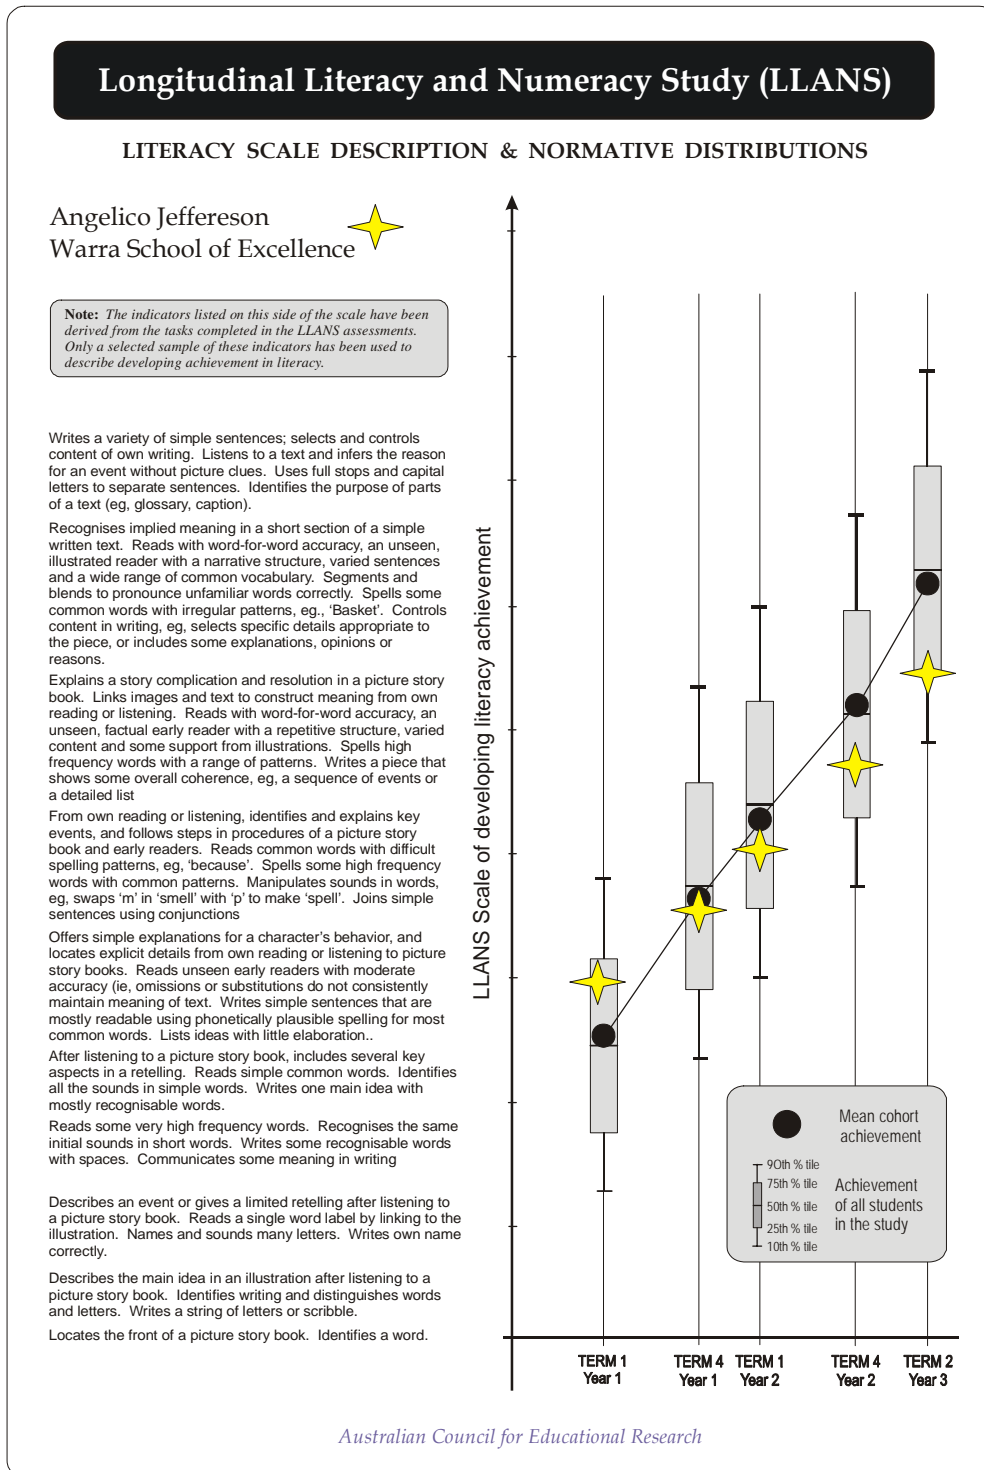 Longitudinal Literacy and Numeracy Study (LLANS)
LITERACY SCALE DESCRIPTION & NORMATIVE DISTRIBUTIONS
Angelico Jeffereson
Warra School of Excellence
Note: The indicators listed on this side of the scale have been
derived from the tasks completed in the LLANS assessments.
Only a selected sample of these indicators has been used to
describe developing achievement in literacy.
Writes a variety of simple sentences; selects and controls
content of own writing. Listens to a text and infers the reason
for an event without picture clues. Uses full stops and capital
letters to separate sentences. Identifies the purpose of parts
of a text (eg, glossary, caption).
Recognises implied meaning in a short section of a simple
written text. Reads with word-for-word accuracy, an unseen,
illustrated reader with a narrative structure, varied sentences
and a wide range of common vocabulary. Segments and
blends to pronounce unfamiliar words correctly. Spells some
common words with irregular patterns, eg., ‘Basket’. Controls
content in writing, eg, selects specific details appropriate to
the piece, or includes some explanations, opinions or
reasons.
Explains a story complication and resolution in a picture story
book. Links images and text to construct meaning from own
reading or listening. Reads with word-for-word accuracy, an
unseen, factual early reader with a repetitive structure, varied
content and some support from illustrations. Spells high
frequency words with a range of patterns. Writes a piece that
shows some overall coherence, eg, a sequence of events or
a detailed list
From own reading or listening, identifies and explains key
events, and follows steps in procedures of a picture story
book and early readers. Reads common words with difficult
spelling patterns, eg, ‘because’. Spells some high frequency
words with common patterns. Manipulates sounds in words,
eg, swaps ‘m’ in ‘smell’ with ‘p’ to make ‘spell’. Joins simple
sentences using conjunctions
Offers simple explanations for a character’s behavior, and
locates explicit details from own reading or listening to picture
story books. Reads unseen early readers with moderate
accuracy (ie, omissions or substitutions do not consistently
maintain meaning of text. Writes simple sentences that are
mostly readable using phonetically plausible spelling for most
common words. Lists ideas with little elaboration..
After listening to a picture story book, includes several key
aspects in a retelling. Reads simple common words. Identifies
all the sounds in simple words. Writes one main idea with
mostly recognisable words.
Reads some very high frequency words. Recognises the same
initial sounds in short words. Writes some recognisable words
with spaces. Communicates some meaning in writing
Describes an event or gives a limited retelling after listening to
a picture story book. Reads a single word label by linking to the
illustration. Names and sounds many letters. Writes own name
correctly.
Describes the main idea in an illustration after listening to a
picture story book. Identifies writing and distinguishes words
and letters. Writes a string of letters or scribble.
Locates the front of a picture story book. Identifies a word.
LLANS Scale of developing literacy achievement
Mean cohort
achievement
90th % tile
75th % tile
50th % tile
25th % tile
10th % tile
Achievement
of all students
in the study
TERM 1
Year 1
TERM 4
Year 1
TERM 1
Year 2
TERM 4
Year 2
TERM 2
Year 3
Australian Council for Educational Research